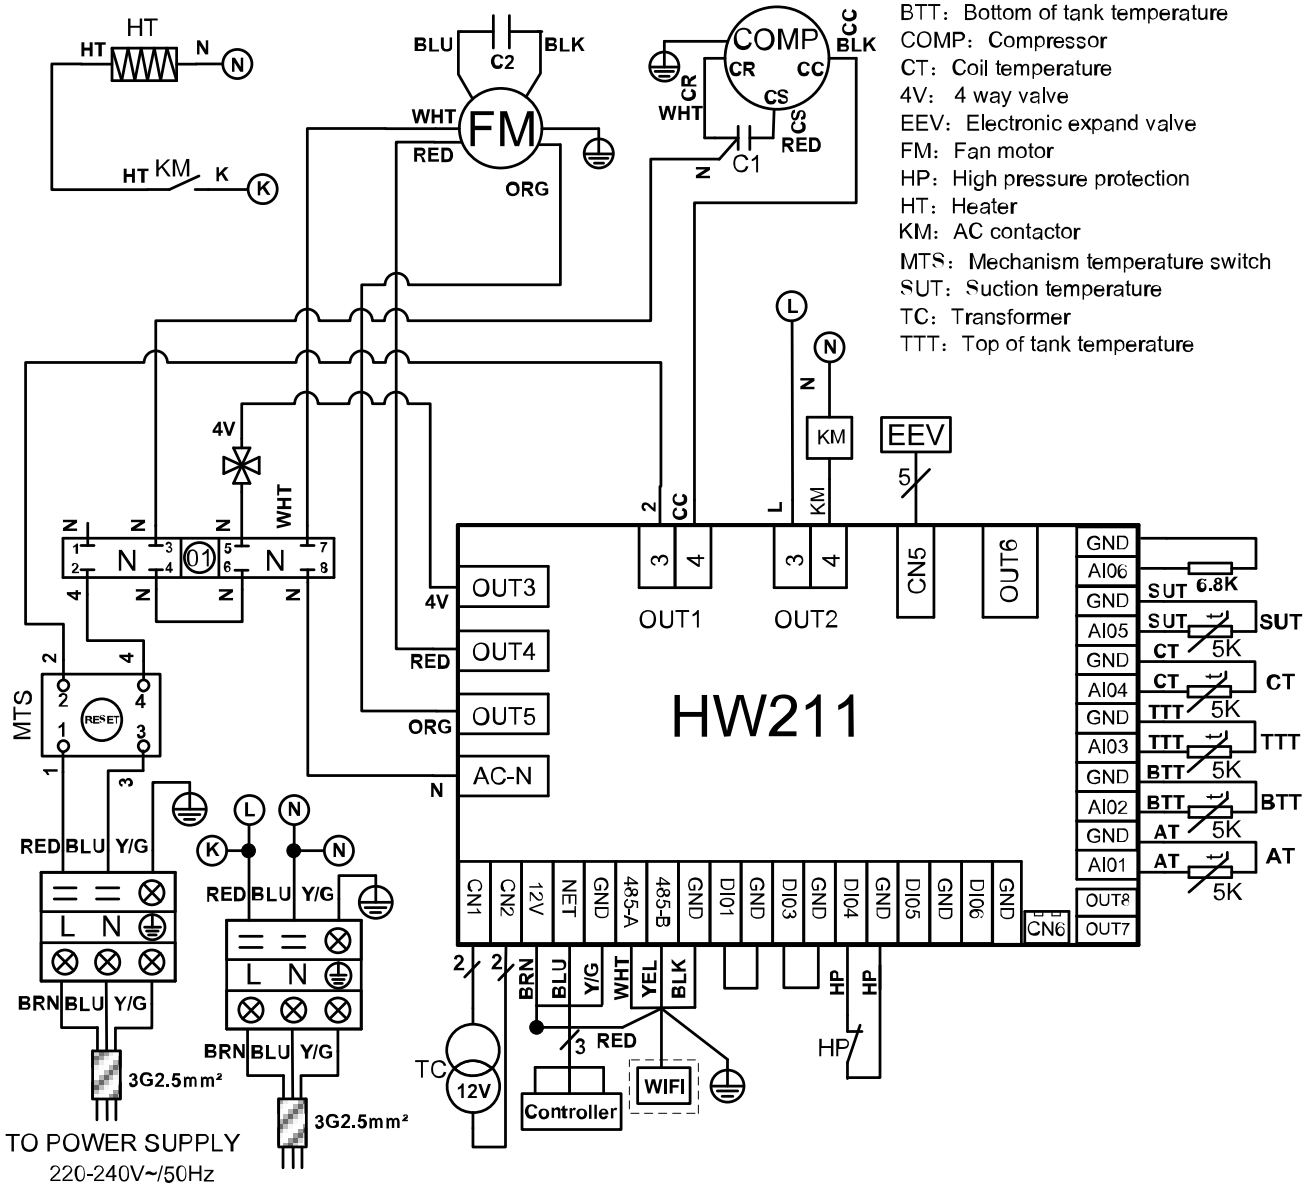 HT
HT
N
N
HT
KM
K
K
BLU
BLK
C2
WHT
FM
RED
ORG
COMP
CR
CC
CS
CC
BLK
CR
WHT
CS
RED
C1
N
BTT: Bottom of tank temperature
COMP: Compressor
CT: Coil temperature
4V: 4 way valve
EEV: Electronic expand valve
FM: Fan motor
HP: High pressure protection
HT: Heater
KM: AC contactor
MTS: Mechanism temperature switch
SUT: Suction temperature
TC: Transformer
TTT: Top of tank temperature
L
N
N
KM
KM
L
EEV
5
4V
WHT
N
N
N
1
3
5
7
N
01
N
2
4
6
8
4
N
N
N
2
4
MTS
2
4
RESET
1
3
1
3
RED
BLU
Y/G
L
N
BRN
BLU
Y/G
3G2.5mm²
TO POWER SUPPLY
220-240V~/50Hz
L
N
K
N
RED
BLU
Y/G
L
N
BRN
BLU
Y/G
3G2.5mm²
2
CC
3
4
OUT1
3
4
OUT2
CN5
OUT6
4V
OUT3
RED
OUT4
ORG
OUT5
N
AC-N
HW211
GND
AI06
GND
AI05
GND
AI04
GND
AI03
GND
AI02
GND
AI01
OUT8
OUT7
CN6
6.8K
SUT
SUT
t
5K
SUT
CT
CT
t
5K
CT
TTT
TTT
t
5K
TTT
BTT
BTT
t
5K
BTT
AT
AT
t
5K
AT
CN1
CN2
12V
NET
GND
485-A
485-B
GND
DI01
GND
DI03
GND
DI04
GND
DI05
GND
DI06
GND
2
2
BRN
BLU
Y/G
WHT
YEL
BLK
HP
HP
RED
3
HP
TC
12V
Controller
WIFI